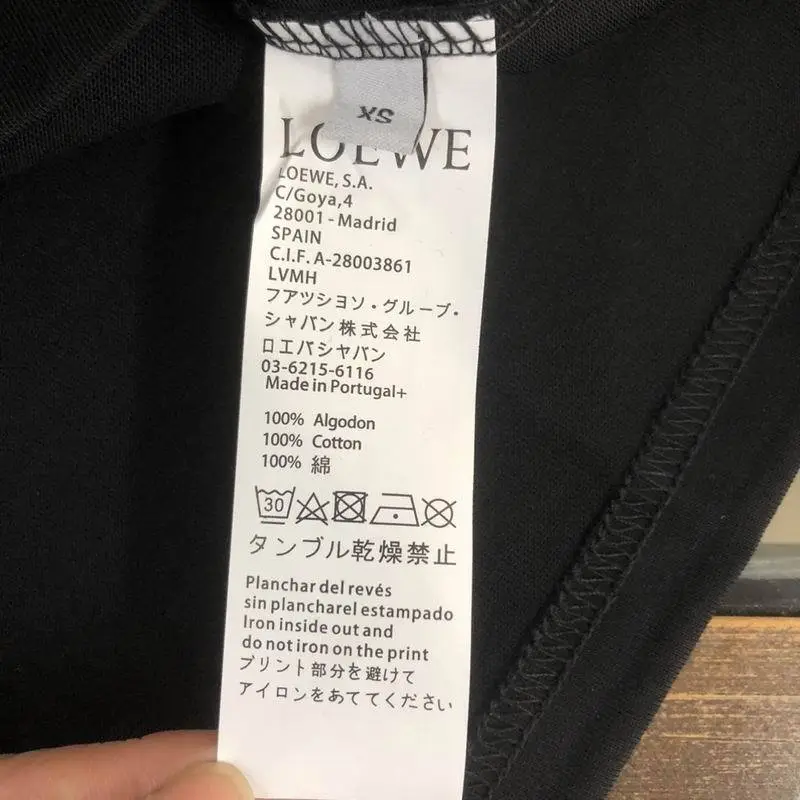 XS
LOEWE
LOEWE, S.A.
C/Goya,4
28001 - Madrid
SPAIN
C.I.F. A-28003861
LVMH
フアツシヨソ・グループ・
シャバン株式会社
ロエバシヤバン
03-6215-6116
Made in Portugal+
100% Algodon
100% Cotton
100% 綿
30
タンブル乾燥禁止
Planchar del revés
sin plancharel estampado
Iron inside out and
do not iron on the print
プリント部分を避けて
アイロンをあててください